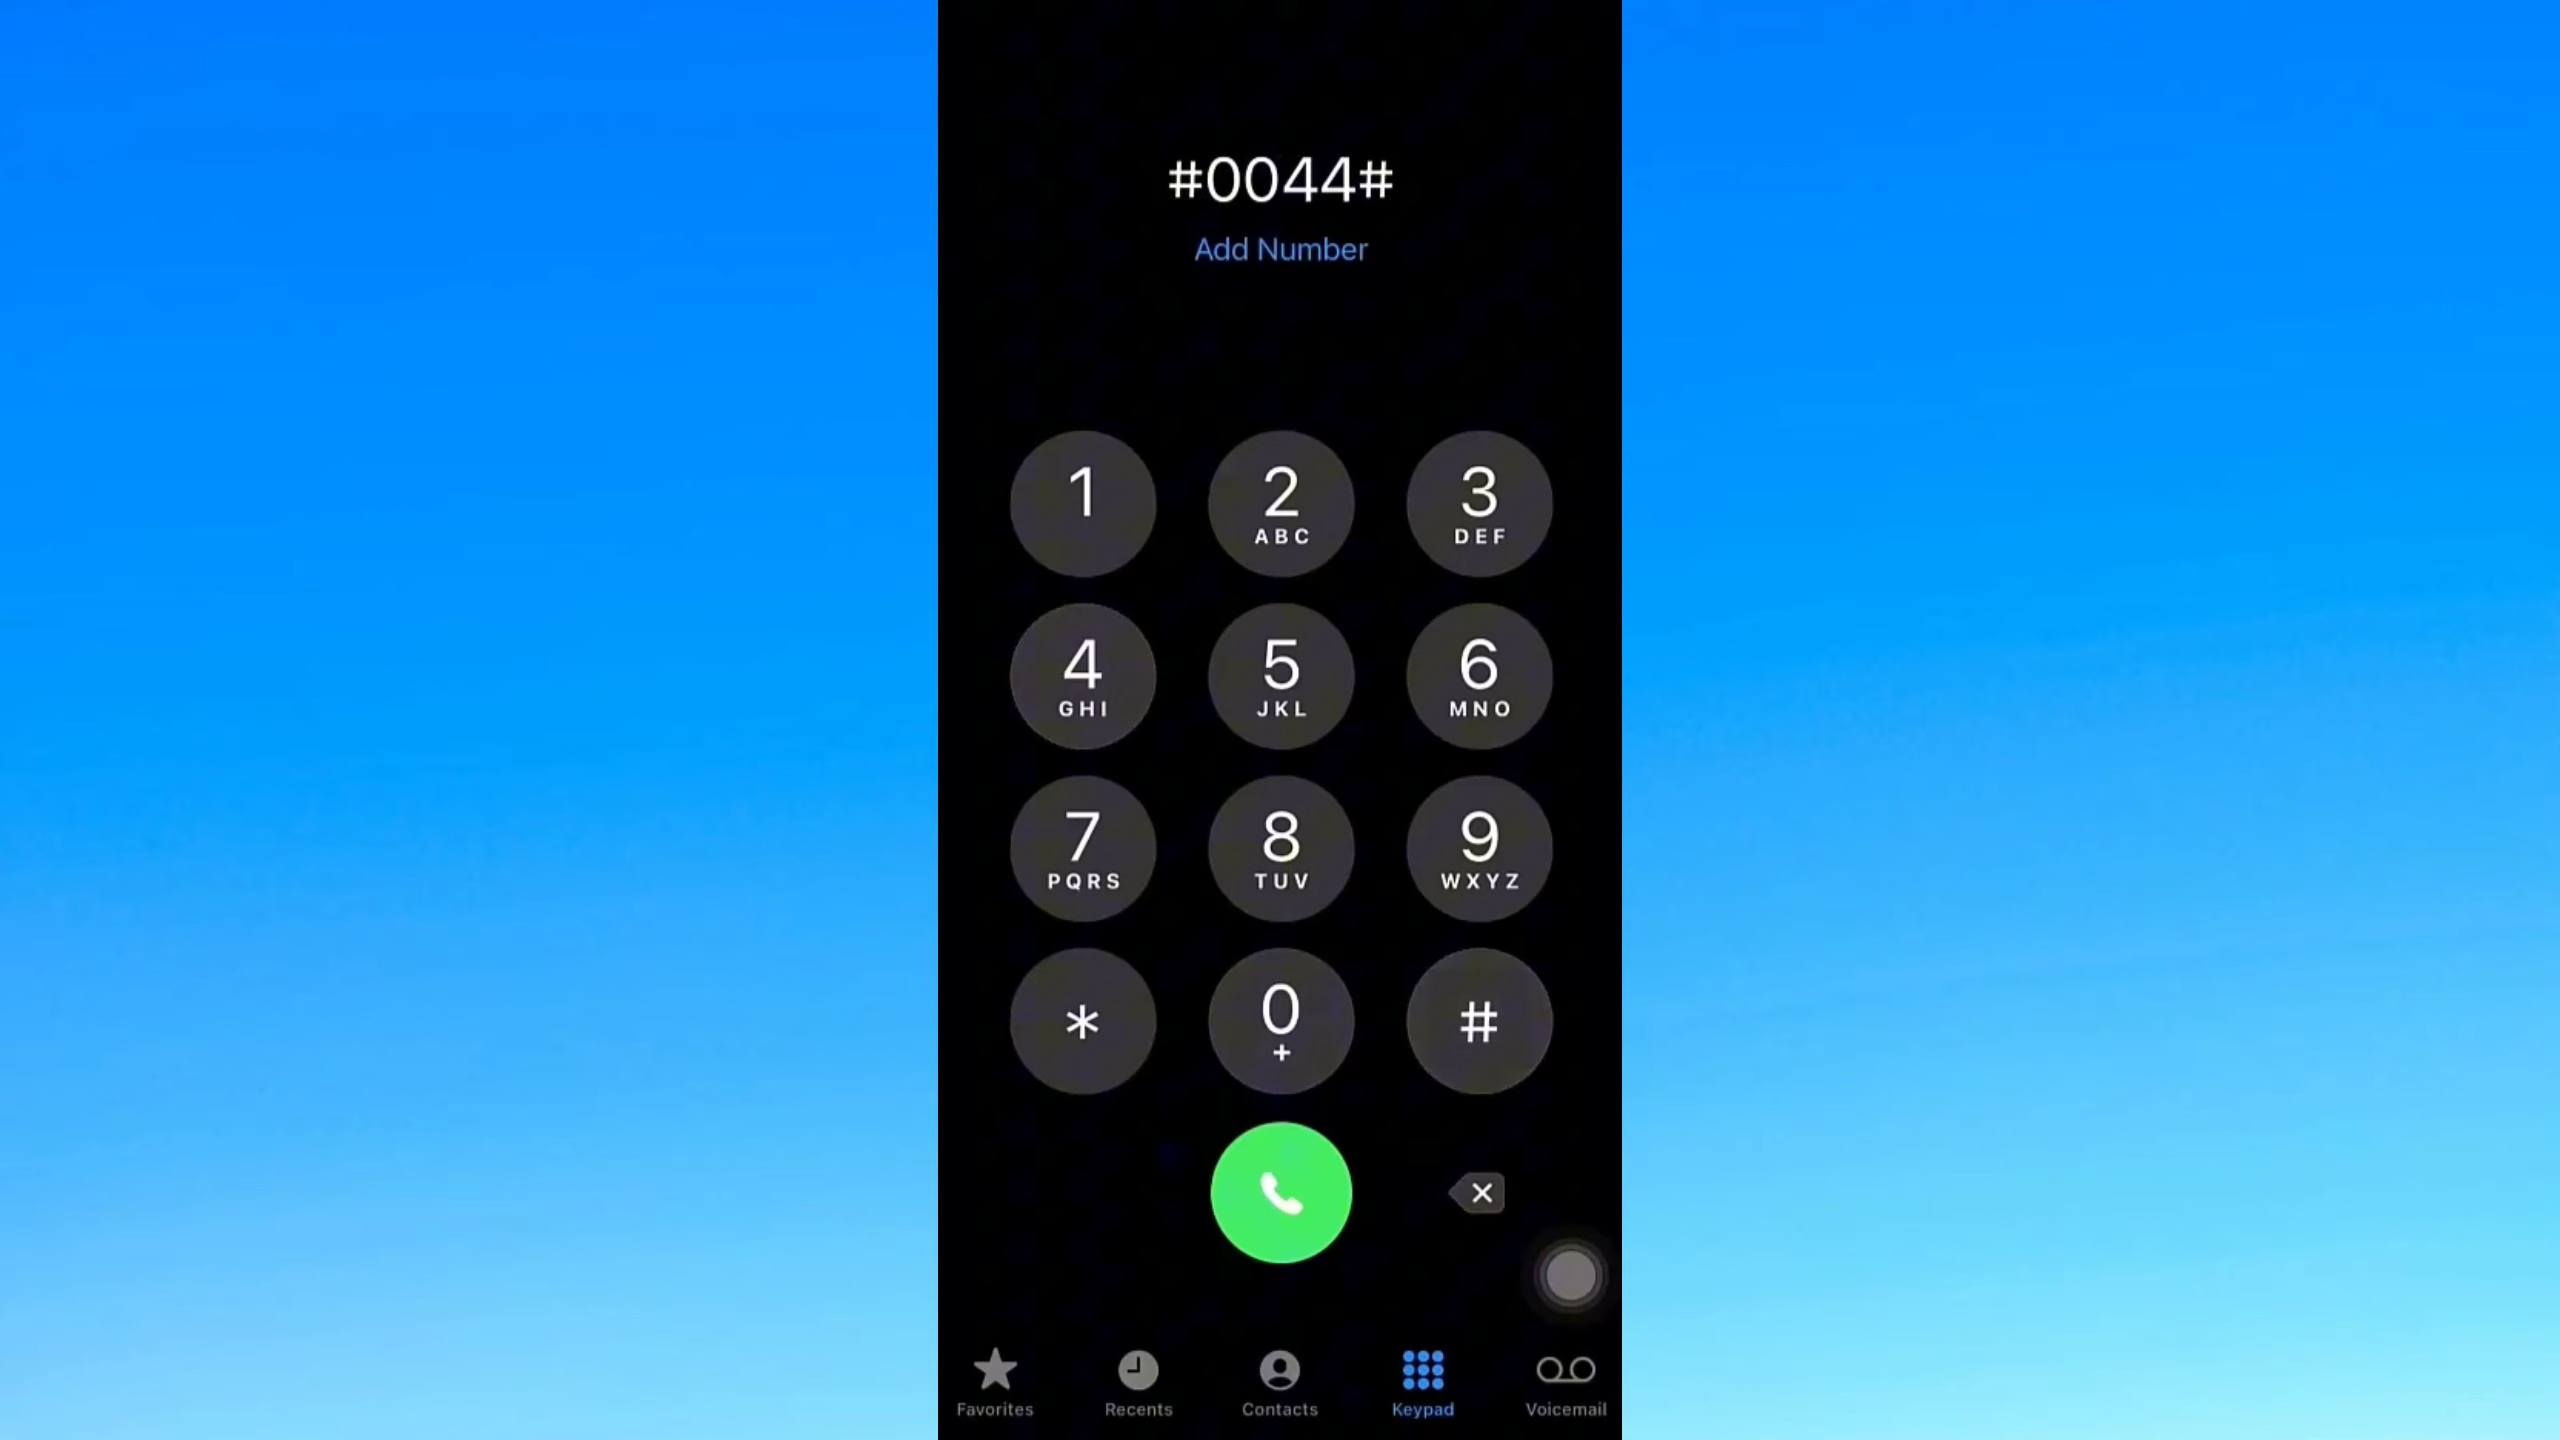 #0044#
Add Number
1
2
ABC
3
DEF
4
GHI
5
JKL
6
MNO
7
PQRS
8
TUV
9
WXYZ
*
0
+
#
Favorites
Recents
Contacts
Keypad
Voicemail